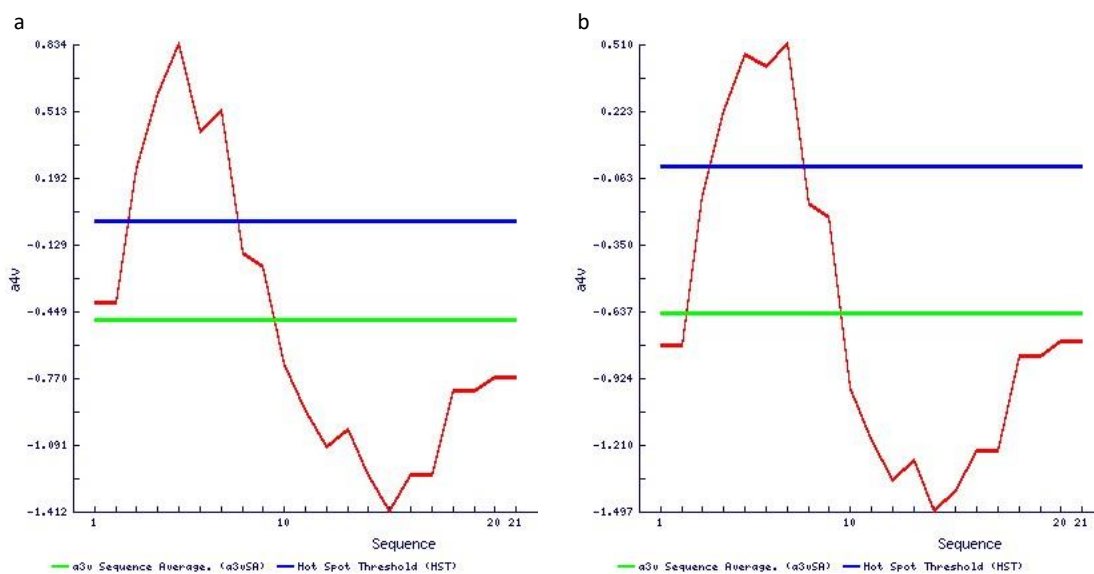 a
0.834
0.513
0.192
-0.129
-0.449
-0.770
-1.091
-1.412
a4v
1
10
20 21
Sequence
a3v Sequence Average. (a3vSA)
Hot Spot Threshold (HST)
b
0.510
0.223
-0.063
-0.350
-0.637
-0.924
-1.210
-1.497
a4v
1
10
20 21
Sequence
a3v Sequence Average. (a3vSA)
Hot Spot Threshold (HST)